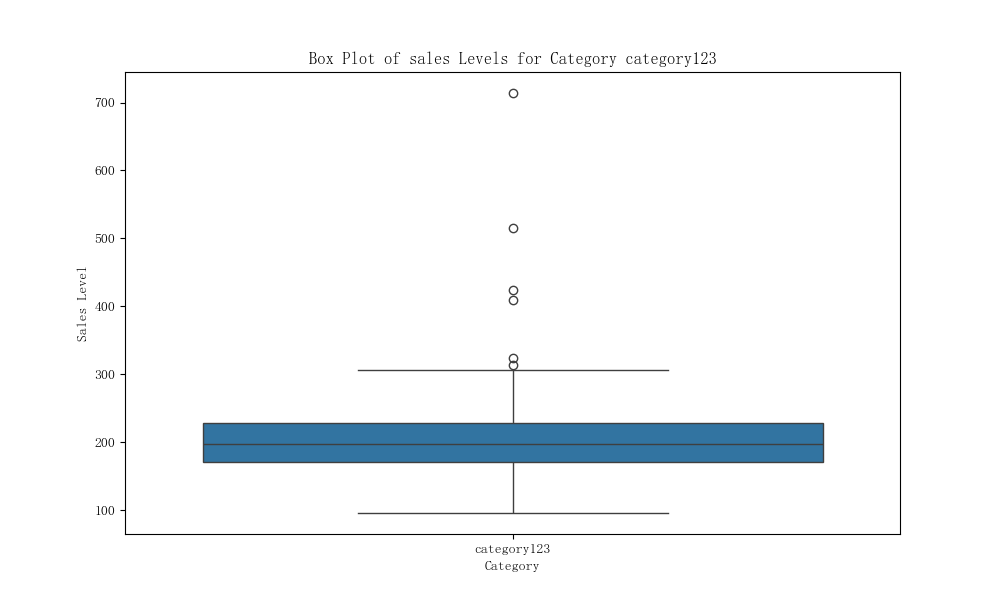 Box Plot of sales Levels for Category category123
700
600
500
400
300
200
100
Sales Level
category123
Category